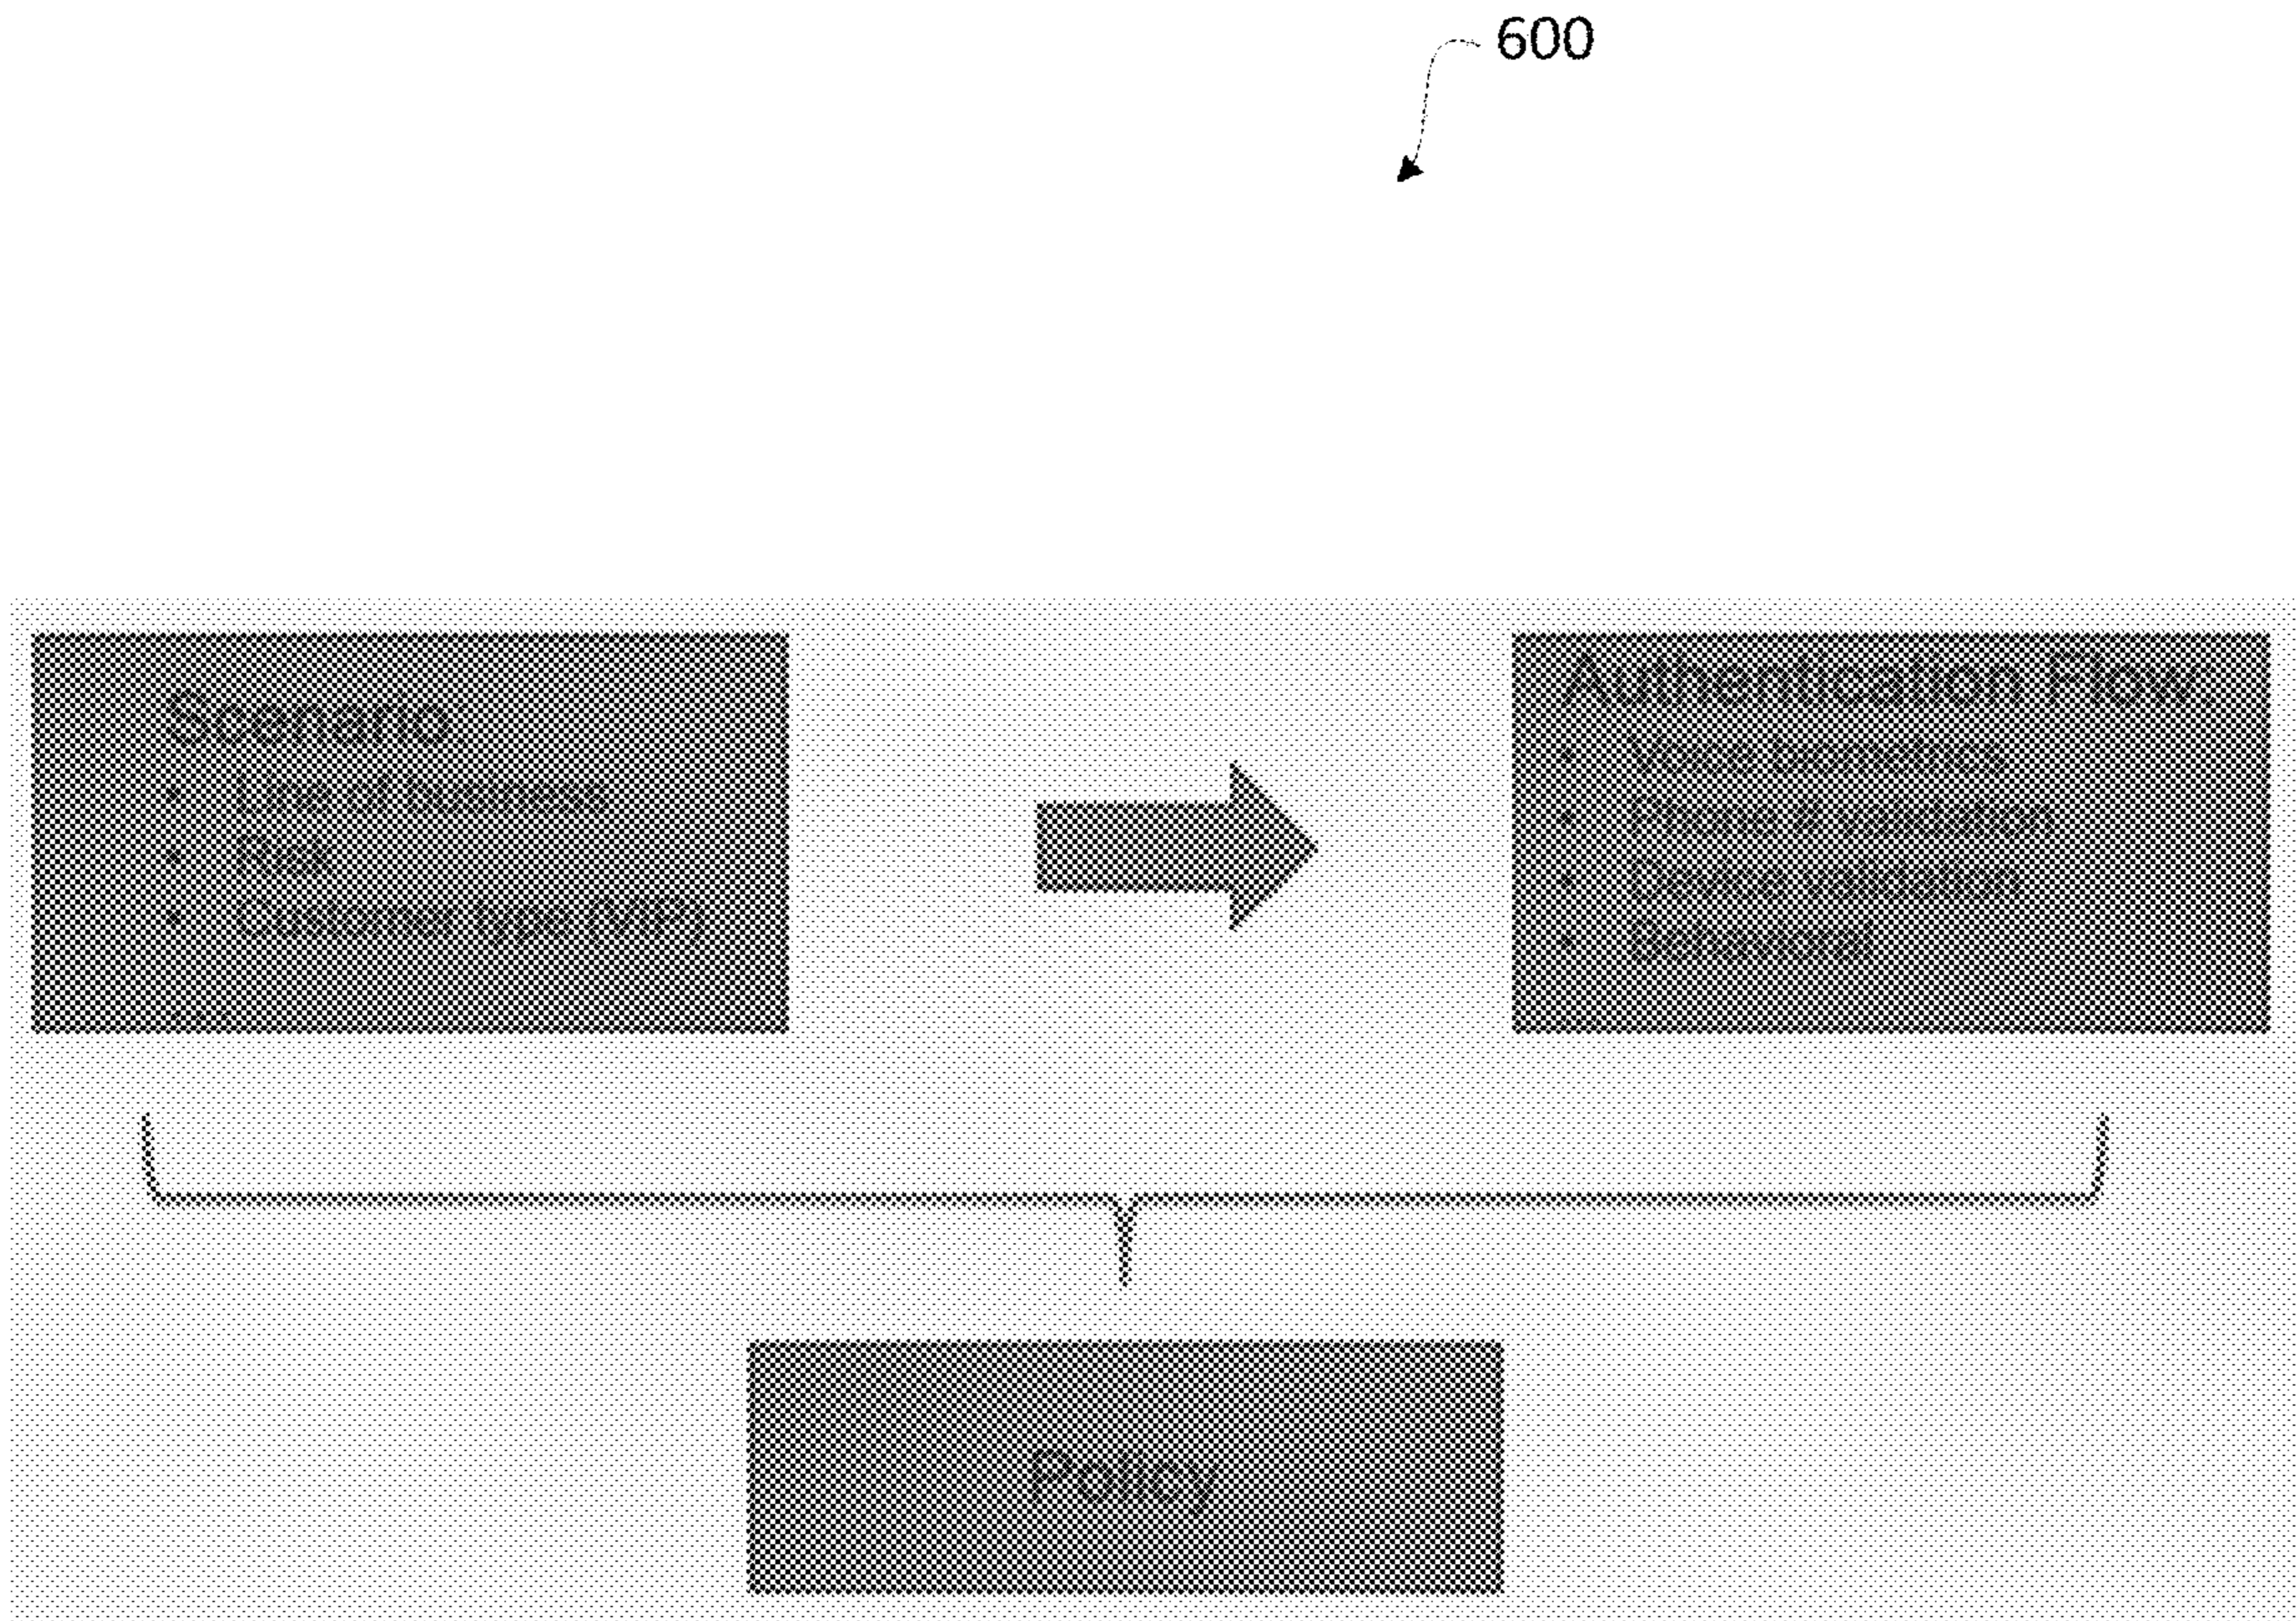 600
Scenario
• Line of business
• Risk
• Customer type (VIP)
Authentication Flow
• Voice biometrics
• Phone # validation
• Device validation
• Behavioral
Policy